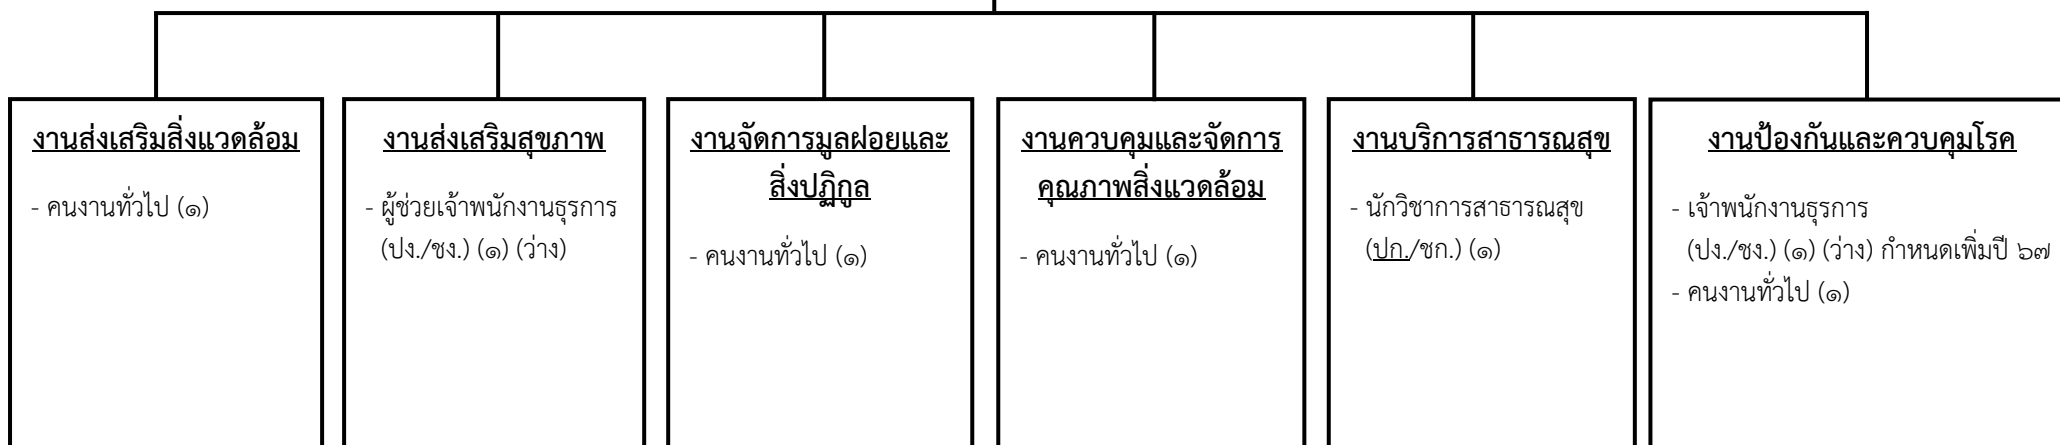 งานส่งเสริมสิ่งแวดล้อม
- คนงานทั่วไป (๑)
งานส่งเสริมสุขภาพ
- ผู้ช่วยเจ้าพนักงานธุรการ
(ปง./ชง.) (๑) (ว่าง)
งานจัดการมูลฝอยและ
สิ่งปฏิกูล
- คนงานทั่วไป (๑)
งานควบคุมและจัดการ
คุณภาพสิ่งแวดล้อม
- คนงานทั่วไป (๑)
งานบริการสาธารณสุข
- นักวิชาการสาธารณสุข
(ปก./ชก.) (๑)
งานป้องกันและควบคุมโรค
- เจ้าพนักงานธุรการ
(ปง./ชง.) (๑) (ว่าง) กำหนดเพิ่มปี ๖๗
- คนงานทั่วไป (๑)